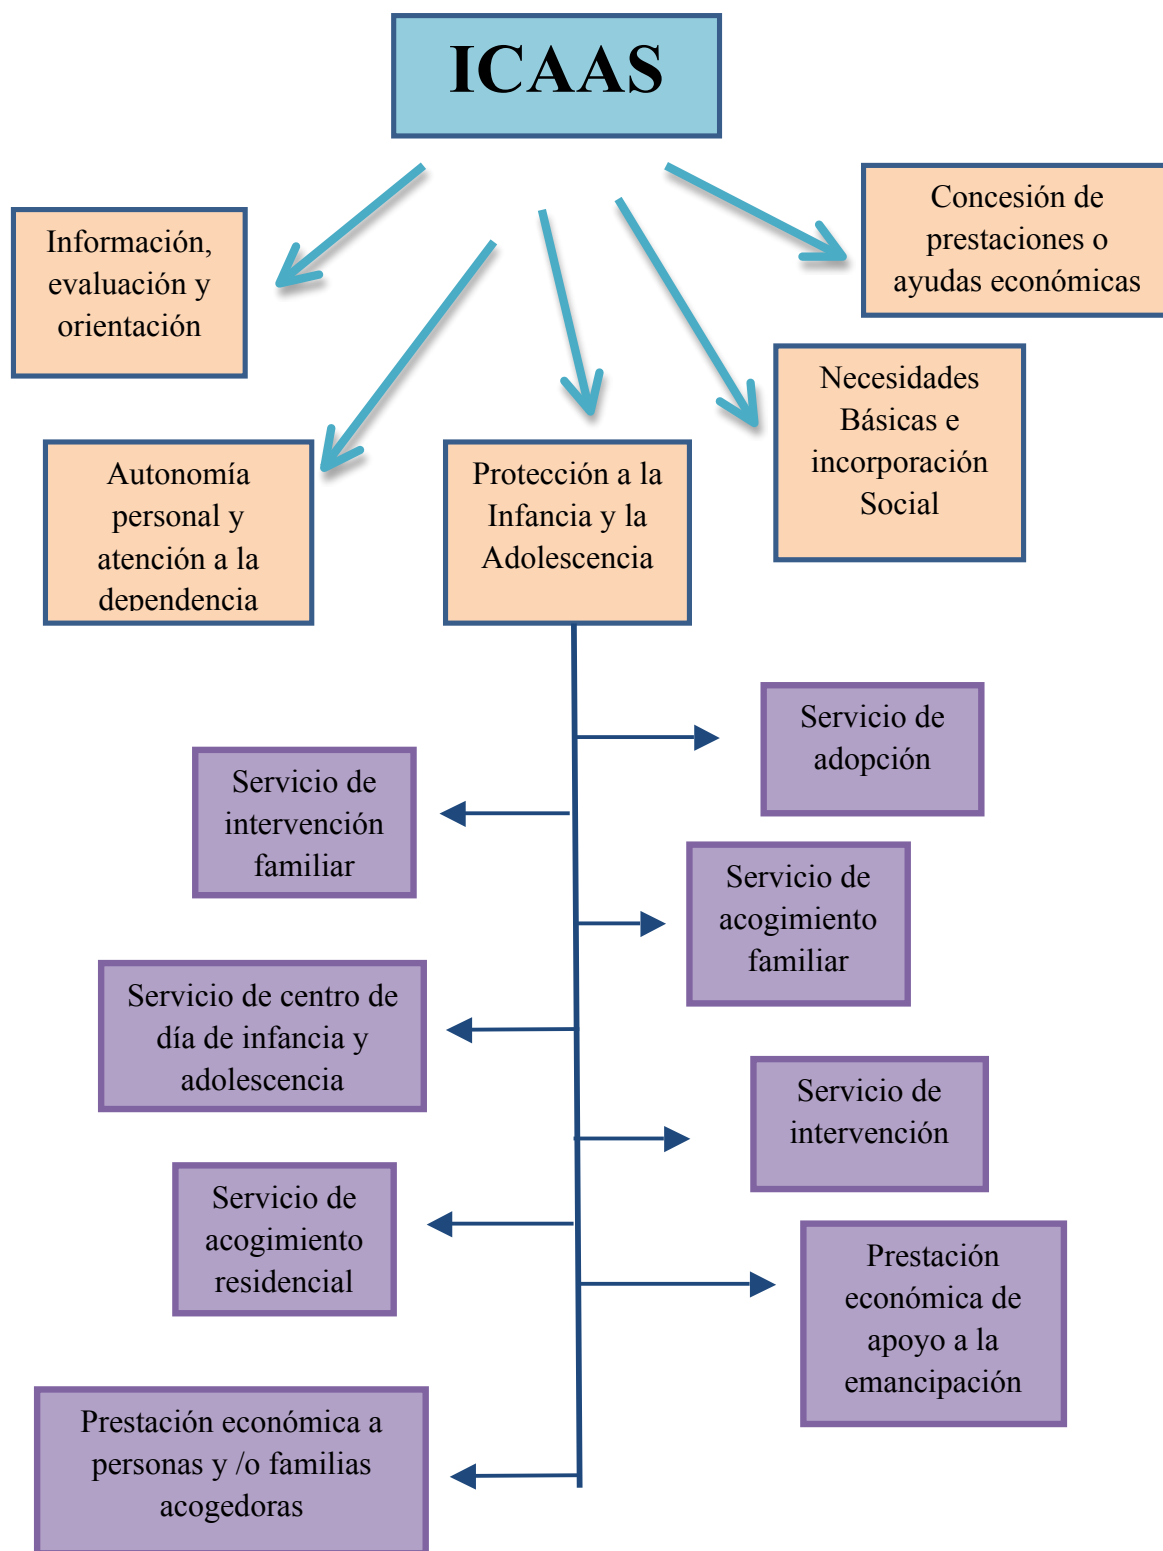 ICAAS
Concesión de
prestaciones o
ayudas económicas
Información,
evaluación y
orientación
Necesidades
Básicas e
incorporación
Social
Autonomía
personal y
atención a la
dependencia
Protección a la
Infancia y la
Adolescencia
Servicio de
adopción
Servicio de
intervención
familiar
Servicio de
acogimiento
familiar
Servicio de centro de
día de infancia y
adolescencia
Servicio de
intervención
Servicio de
acogimiento
residencial
Prestación
económica de
apoyo a la
emancipación
Prestación económica a
personas y /o familias
acogedoras